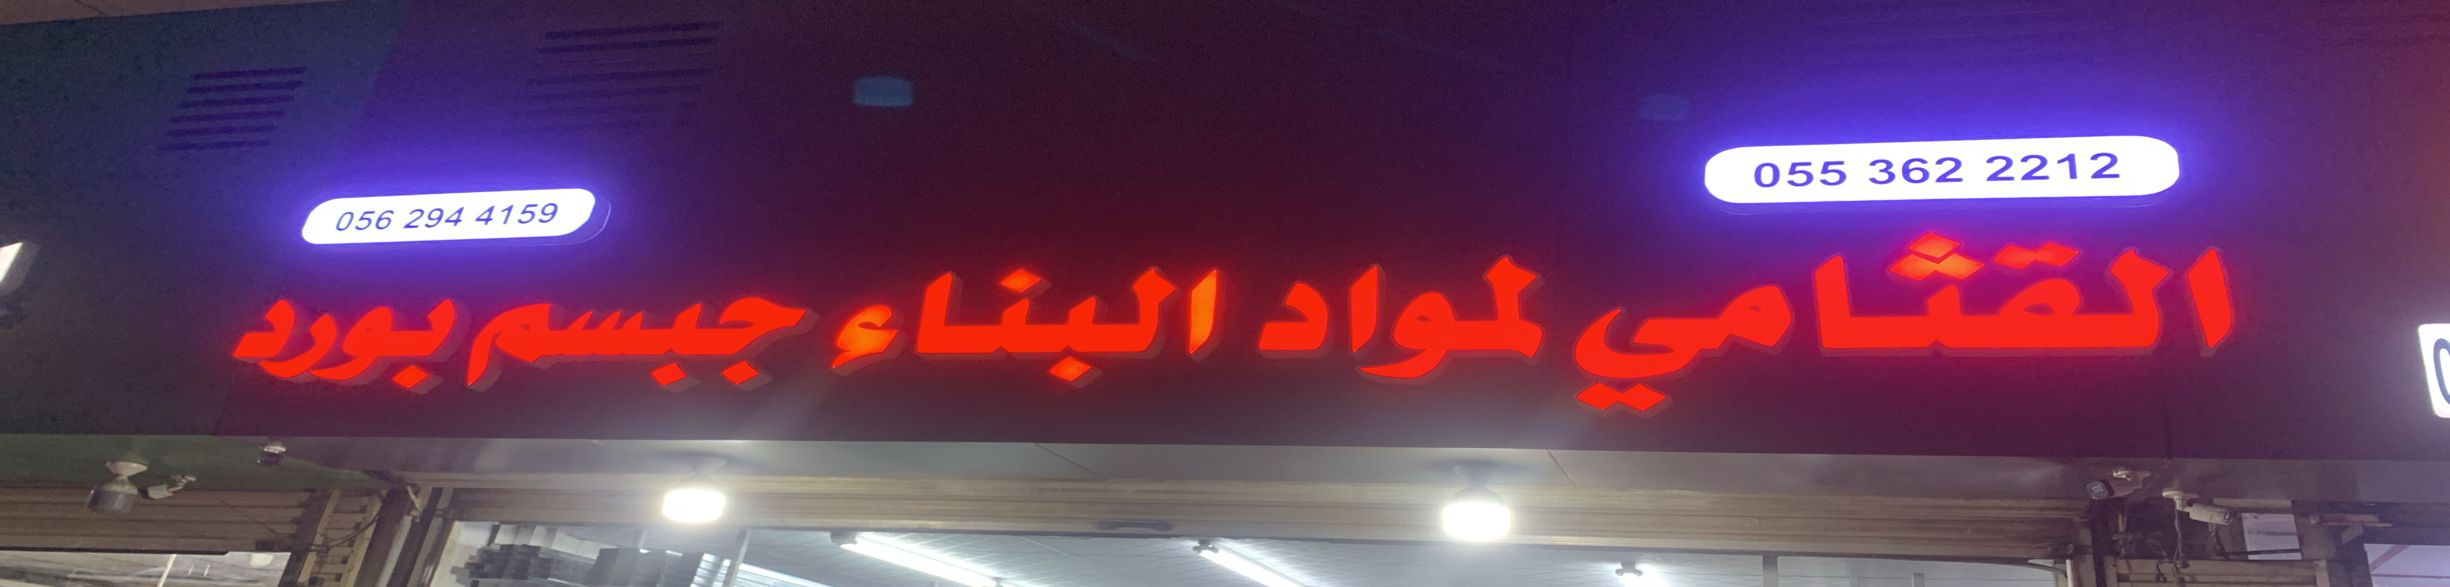 055 362 2212
056 294 4159
القثامي لمواد البناء جبسم بورد